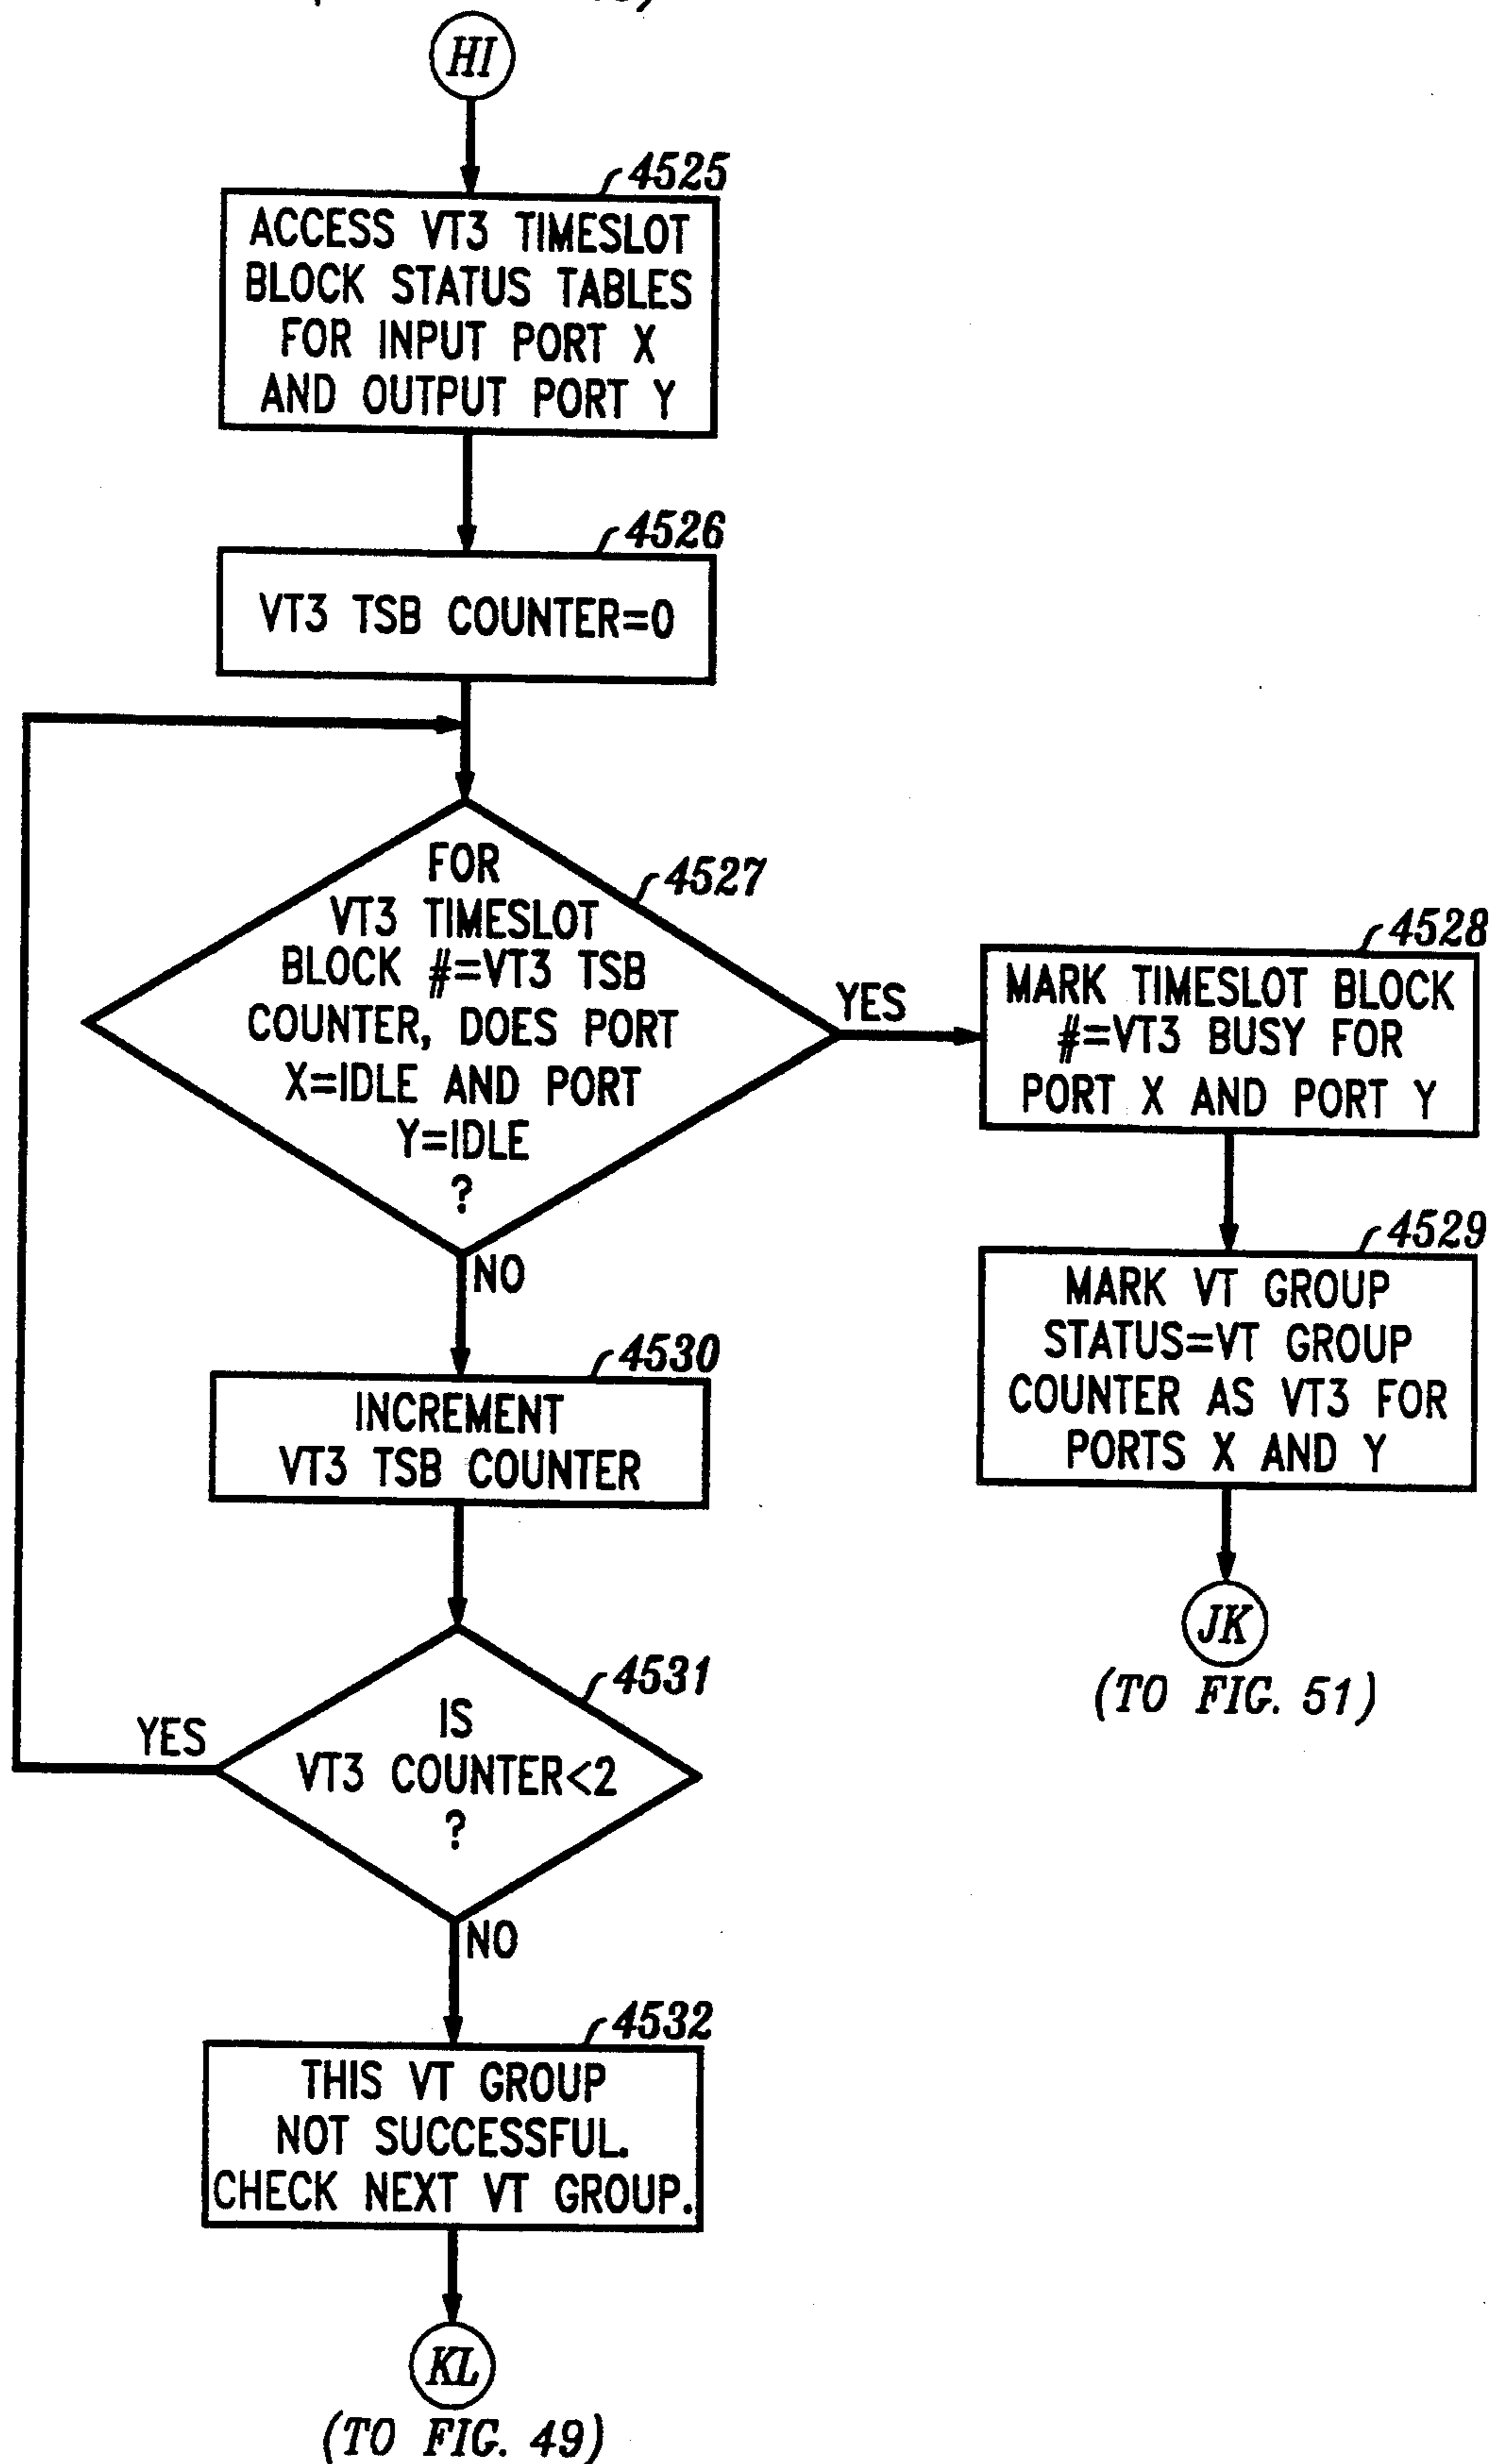 HI
4525
ACCESS VT3 TIMESLOT
BLOCK STATUS TABLES
FOR INPUT PORT X
AND OUTPUT PORT Y
4526
VT3 TSB COUNTER=0
4527
FOR
VT3 TIMESLOT
BLOCK #=VT3 TSB
COUNTER, DOES PORT
X=IDLE AND PORT
Y=IDLE
?
YES
NO
4528
MARK TIMESLOT BLOCK
#=VT3 BUSY FOR
PORT X AND PORT Y
4529
MARK VT GROUP
STATUS=VT GROUP
COUNTER AS VT3 FOR
PORTS X AND Y
JK
(TO FIG. 51)
4530
INCREMENT
VT3 TSB COUNTER
4531
IS
VT3 COUNTER<2
?
YES
NO
4532
THIS VT GROUP
NOT SUCCESSFUL.
CHECK NEXT VT GROUP.
KL
(TO FIG. 49)